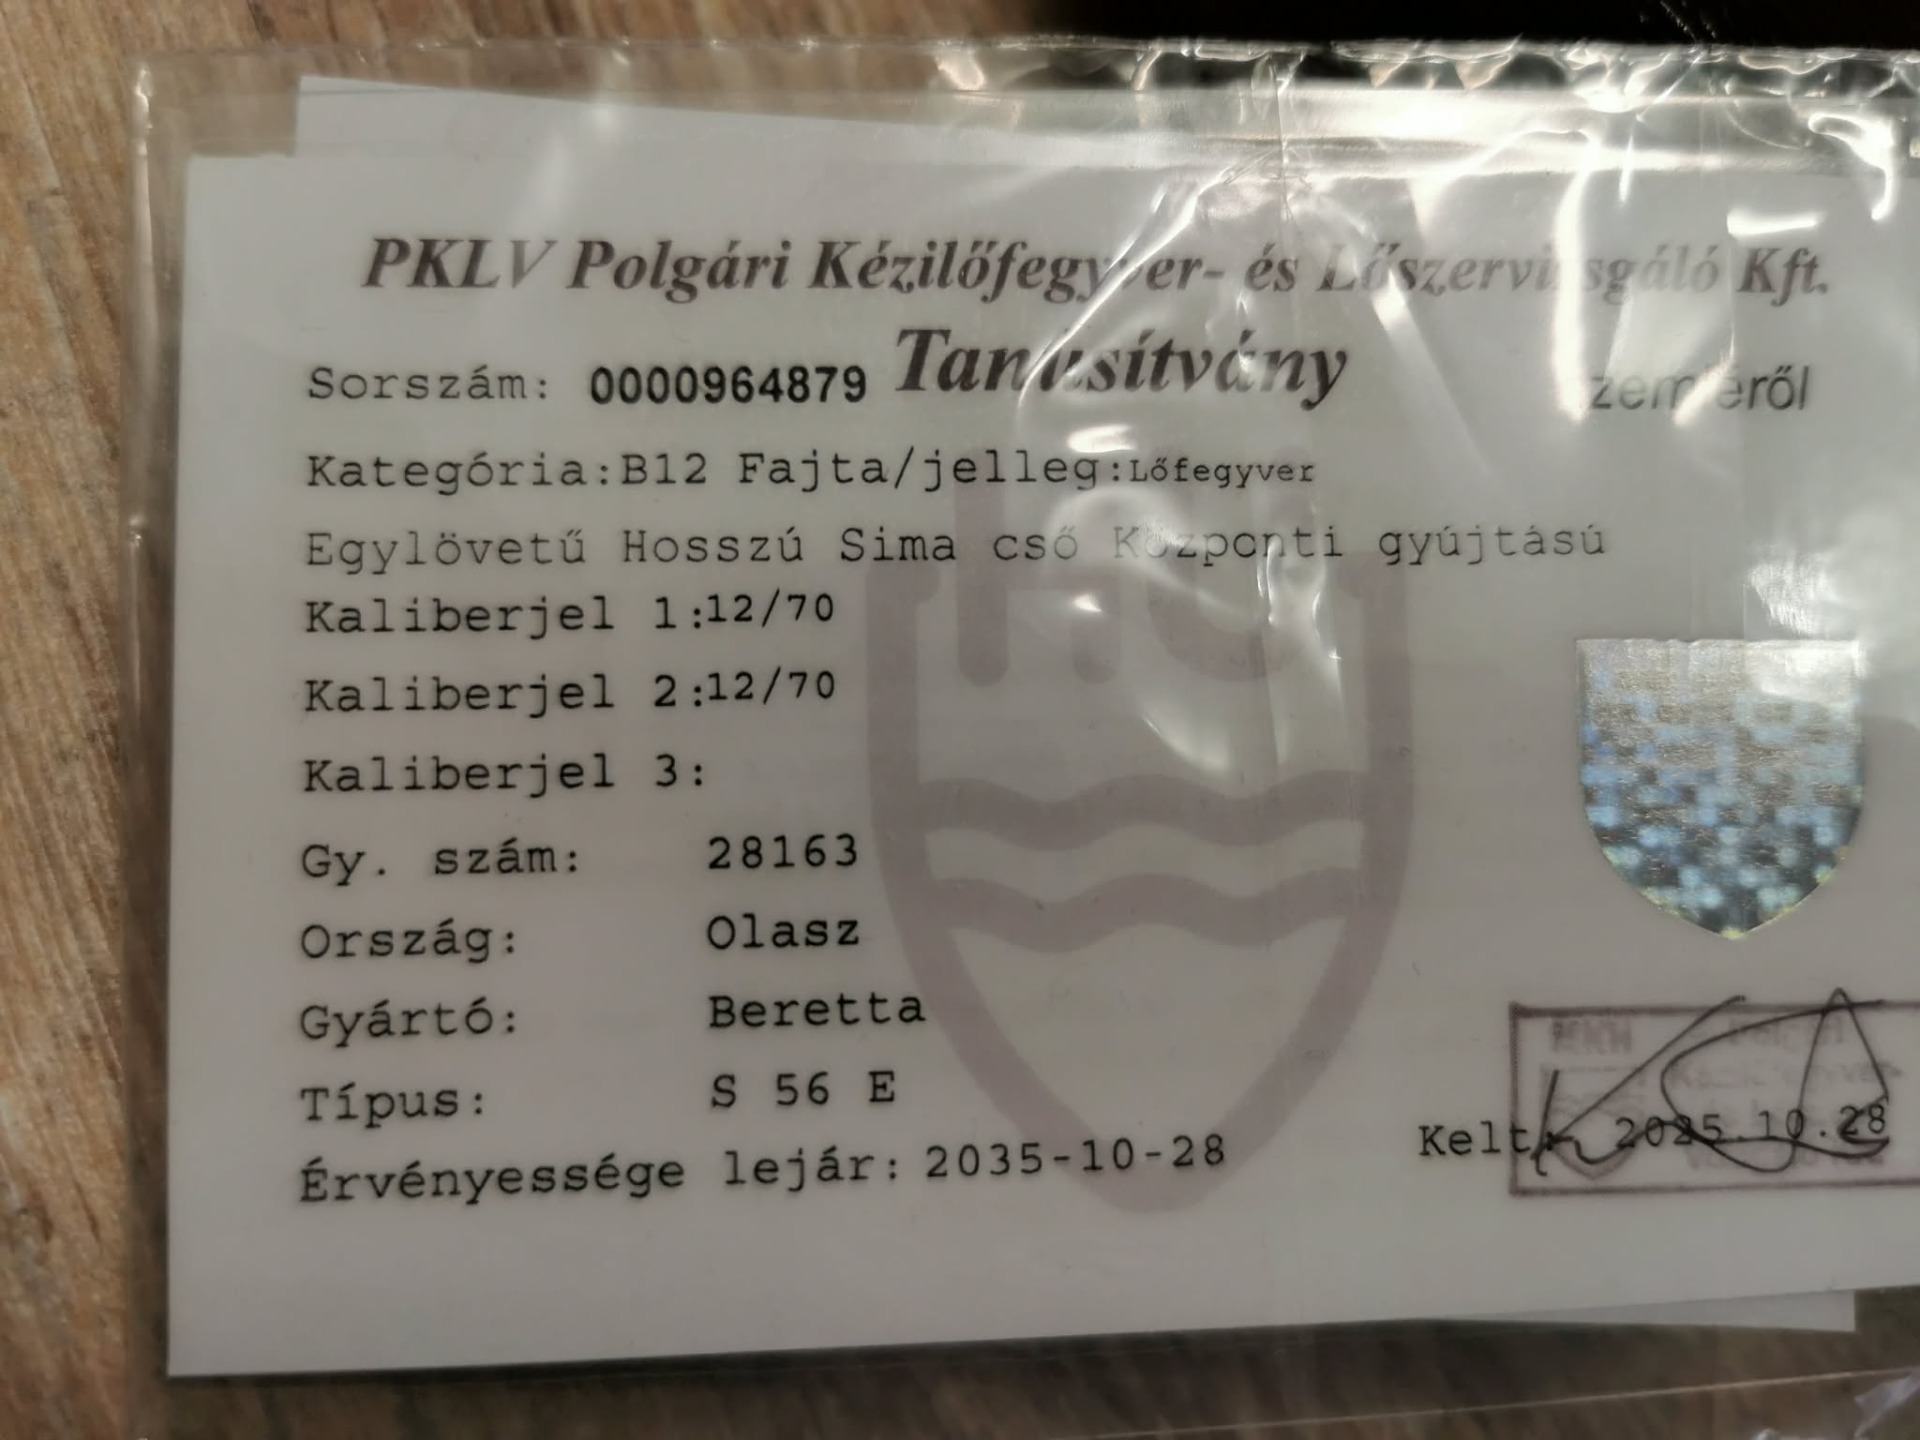 PKLV Polgári Kézilőfegyver- és Lőszervizsgáló Kft.
Sorszám: 0000964879 Tanúsítvány
Kategória:B12 Fajta/jelleg:Lőfegyver
Egylövetű Hosszú Sima cső Központi gyújtású
Kaliberjel 1:12/70
Kaliberjel 2:12/70
Kaliberjel 3:
Gy. szám: 28163
Ország: Olasz
Gyártó: Beretta
Típus: S 56 E
Kelt: 2025.10.28
Érvényessége lejár: 2035-10-28